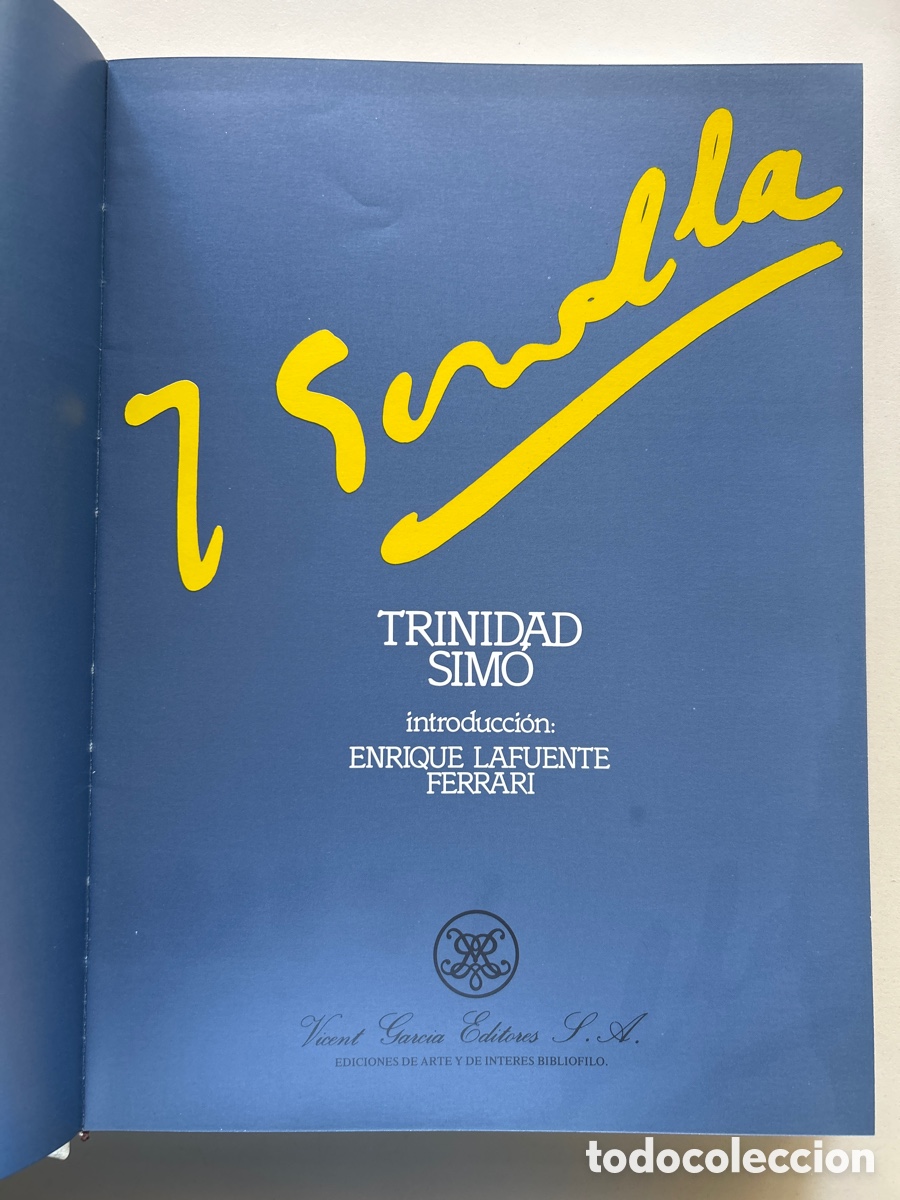 J Sorolla
TRINIDAD
SIMÓ
introducción:
ENRIQUE LAFUENTE
FERRARI
Vicent Garcia Editores S. A.
EDICIONES DE ARTE Y DE INTERES BIBLIOFILO.
todocoleccion